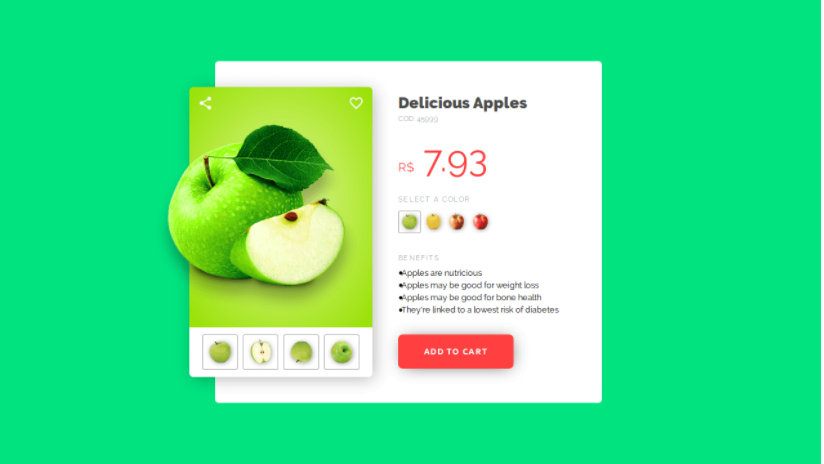 Delicious Apples
COD: 45999
R$ 7.93
SELECT A COLOR
BENEFITS
•Apples are nutricious
•Apples may be good for weight loss
•Apples may be good for bone health
•They're linked to a lowest risk of diabetes
ADD TO CART